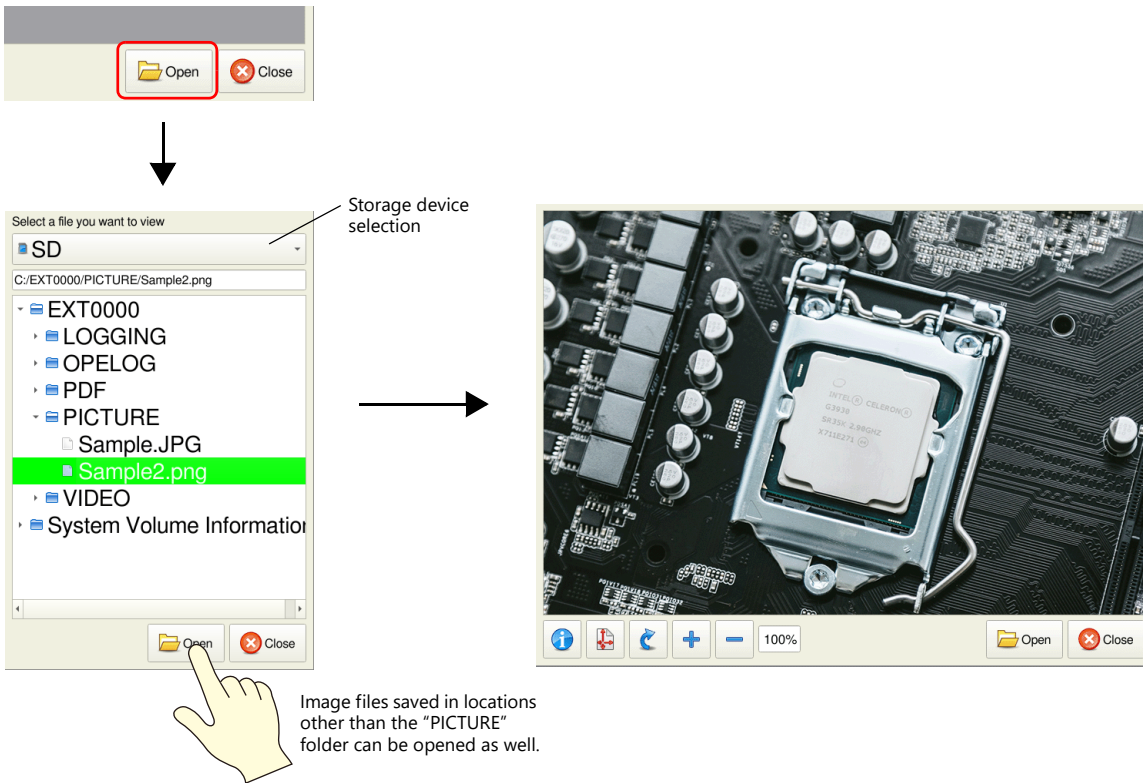 Open
Close
Storage device
selection
Select a file you want to view
SD
C:/EXT0000/PICTURE/Sample2.png
EXT0000
LOGGING
OPELOG
PDF
PICTURE
Sample.JPG
Sample2.png
VIDEO
System Volume Information
Open
Close
Image files saved in locations
other than the “PICTURE”
folder can be opened as well.
INTEL Ⓜ CELERON®
G3930
SR35K 2.90GHZ
X711E271
100%
Open
Close